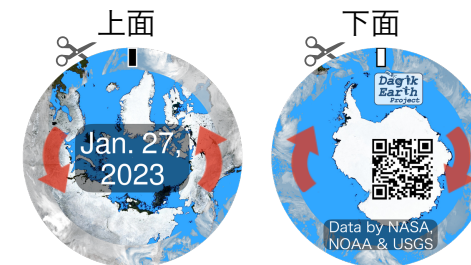 上面
下面
Jan. 27,
2023
Dagik
Earth
Project
Data by NASA,
NOAA & USGS